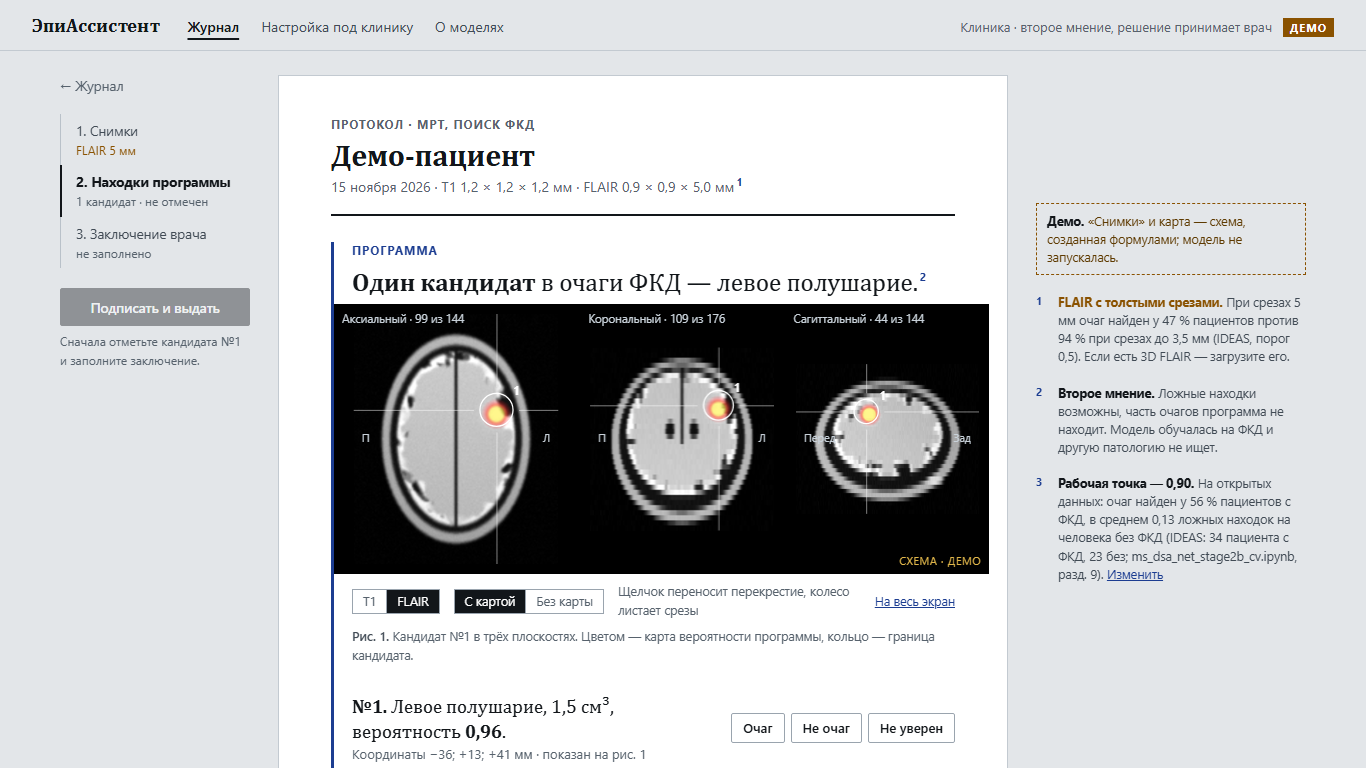 ЭпиАссистент
Журнал
Настройка под клинику
О моделях
Клиника · второе мнение, решение принимает врач
ДЕМО
← Журнал
1. Снимки
FLAIR 5 мм
2. Находки программы
1 кандидат · не отмечен
3. Заключение врача
не заполнено
Подписать и выдать
Сначала отметьте кандидата №1
и заполните заключение.
ПРОТОКОЛ · МРТ, ПОИСК ФКД
Демо-пациент
15 ноября 2026 · T1 1,2 × 1,2 × 1,2 мм · FLAIR 0,9 × 0,9 × 5,0 мм 1
ПРОГРАММА
Один кандидат в очаги ФКД — левое полушарие.2
Аксиальный · 99 из 144
Корональный · 109 из 176
Сагиттальный · 44 из 144
1
1
1
П
Л
П
Л
Перед
Зад
СХЕМА · ДЕМО
T1
FLAIR
С картой
Без карты
Щелчок переносит перекрестие, колесо
листает срезы
На весь экран
Рис. 1. Кандидат №1 в трёх плоскостях. Цветом — карта вероятности программы, кольцо — граница
кандидата.
№1. Левое полушарие, 1,5 см³,
вероятность 0,96.
Координаты −36; +13; +41 мм · показан на рис. 1
Очаг
Не очаг
Не уверен
Демо. «Снимки» и карта — схема,
созданная формулами; модель не
запускалась.
1 FLAIR с толстыми срезами. При срезах 5
мм очаг найден у 47 % пациентов против
94 % при срезах до 3,5 мм (IDEAS, порог
0,5). Если есть 3D FLAIR — загрузите его.
2 Второе мнение. Ложные находки
возможны, часть очагов программа не
находит. Модель обучалась на ФКД и
другую патологию не ищет.
3 Рабочая точка — 0,90. На открытых
данных: очаг найден у 56 % пациентов с
ФКД, в среднем 0,13 ложных находок на
человека без ФКД (IDEAS: 34 пациента с
ФКД, 23 без; ms_dsa_net_stage2b_cv.ipynb,
разд. 9). Изменить